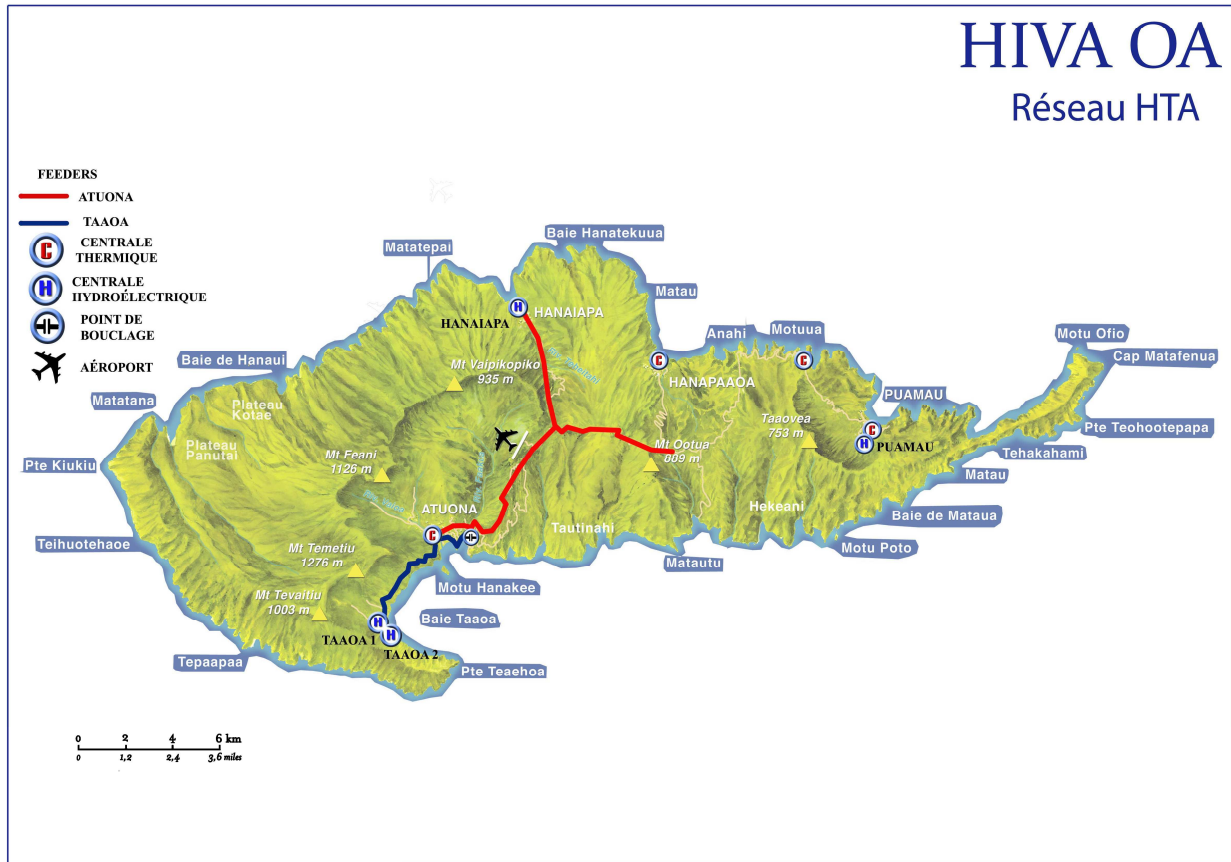 HIVA OA
Réseau HTA
FEEDERS
ATUONA
TAAOA
CENTRALE
THERMIQUE
CENTRALE
HYDROÉLECTRIQUE
POINT DE
BOUCLAGE
AÉROPORT
Baie Hanatekuua
Matatepai
Matau
HANAIAPA
HANAIAPA
Anahi
Motuua
Motu Ofio
Cap Matafenua
Baie de Hanaui
Mt Vaipikopiko
935 m
HANAPAAOA
PUAMAU
Matatana
Plateau
Kotae
Taaovea
753 m
Pte Teohootepapa
Plateau
Panutai
PUAMAU
Tehakahami
Pte Kiukiu
Mt Feani
1126 m
Mt Ootua
889 m
Matau
ATUONA
Hekeani
Baie de Mataua
Tautinahi
Teihuotehaoe
Mt Temetiu
1276 m
Motu Poto
Matautu
Motu Hanakee
Mt Tevaitiu
1003 m
Baie Taaoa
TAAOA 1
TAAOA 2
Tepaapaa
Pte Teaehoa
0 2 4 6 km
0 1,2 2,4 3,6 miles